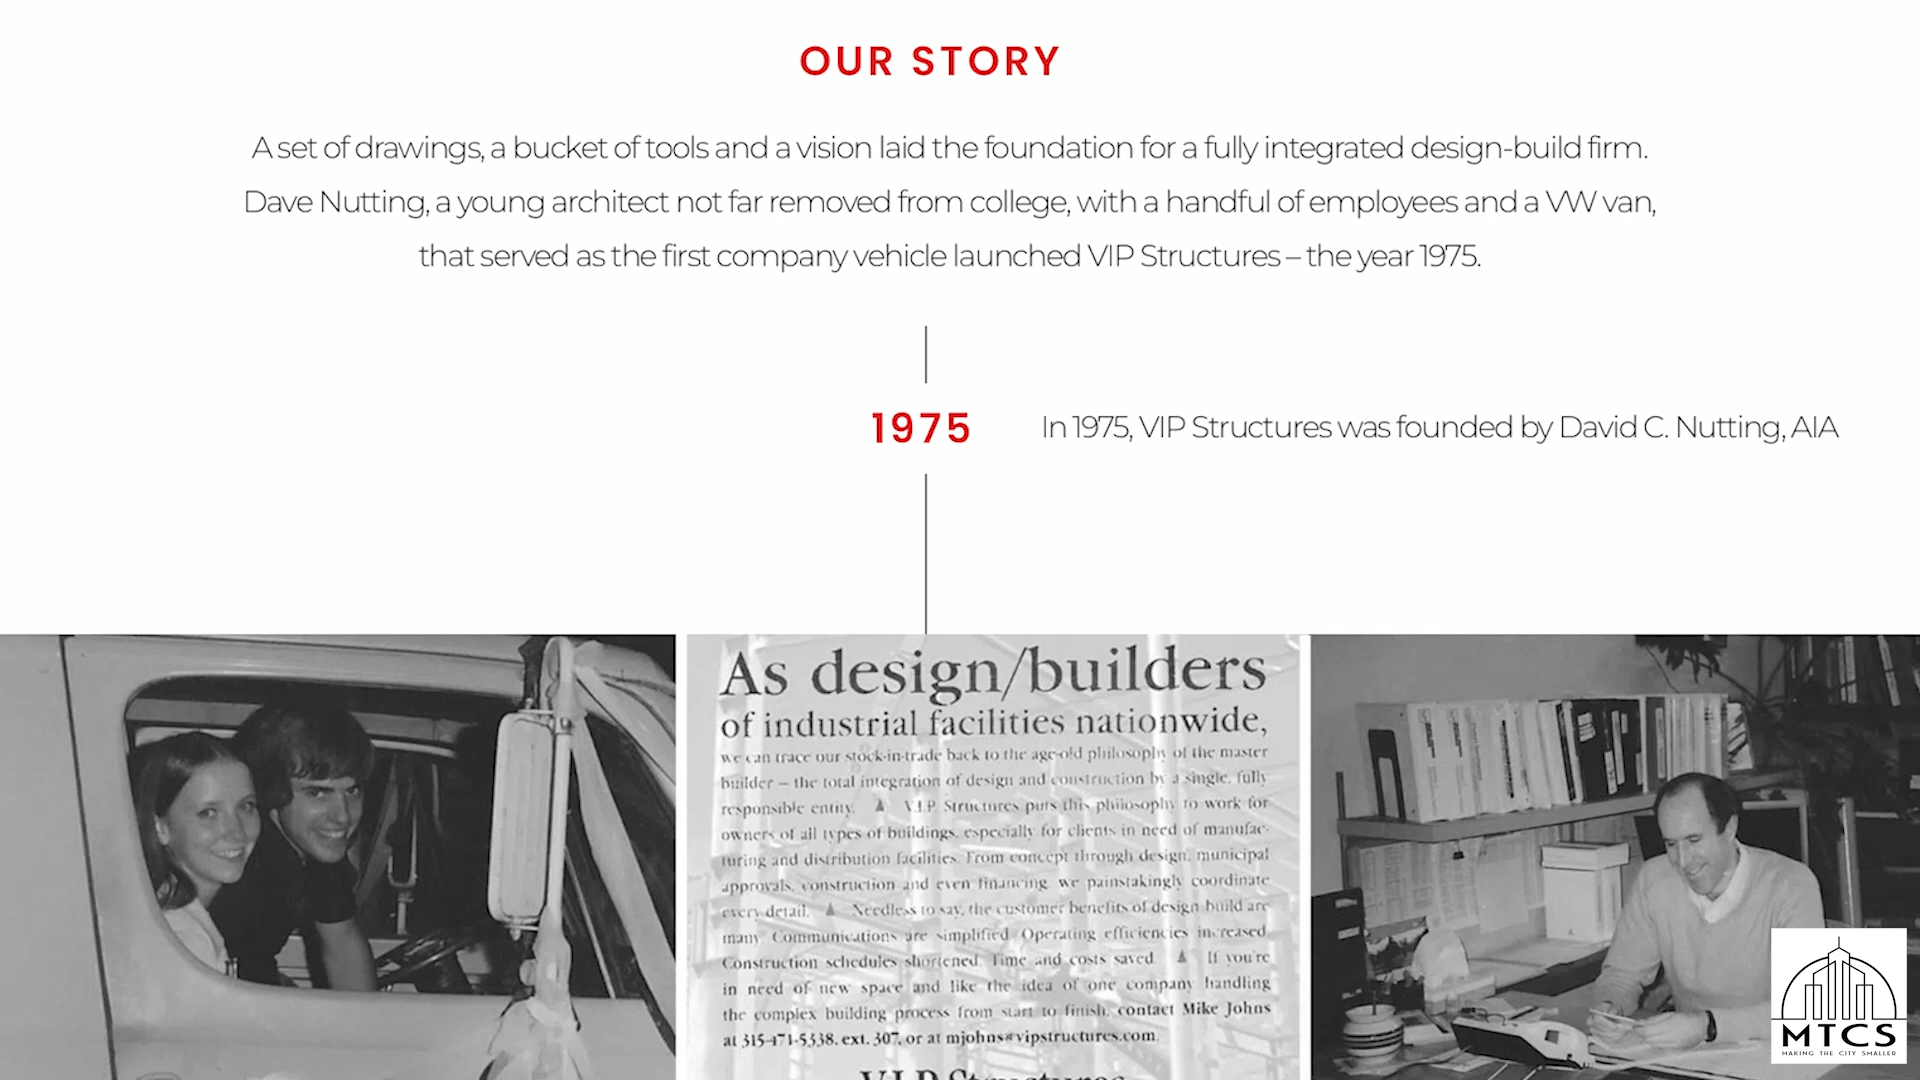 OUR STORY
A set of drawings, a bucket of tools and a vision laid the foundation for a fully integrated design-build firm.
Dave Nutting, a young architect not far removed from college, with a handful of employees and a VW van,
that served as the first company vehicle launched VIP Structures – the year 1975.
1975
In 1975, VIP Structures was founded by David C. Nutting, AIA
As design/builders
of industrial facilities nationwide,
we can trace our stock-in-trade back to the age-old philosophy of the master
builder – the total integration of design and construction by a single, fully
responsible entity. ▲ V.I.P. Structures puts this philosophy to work for
owners of all types of buildings, especially for clients in need of manufac-
turing and distribution facilities. From concept through design, municipal
approvals, construction and even financing, we painstakingly coordinate
every detail. ▲ Needless to say, the customer benefits of design build are
many. Communications are simplified. Operating efficiencies increased.
Construction schedules shortened. Time and costs saved. ▲ If you're
in need of new space and like the idea of one company handling
the complex building process from start to finish, contact Mike Johns
at 315-471-5338, ext. 307, or at mjohns@vipstructures.com.
V.I.P. Structures
MTCS
MAKING THE CITY SMALLER